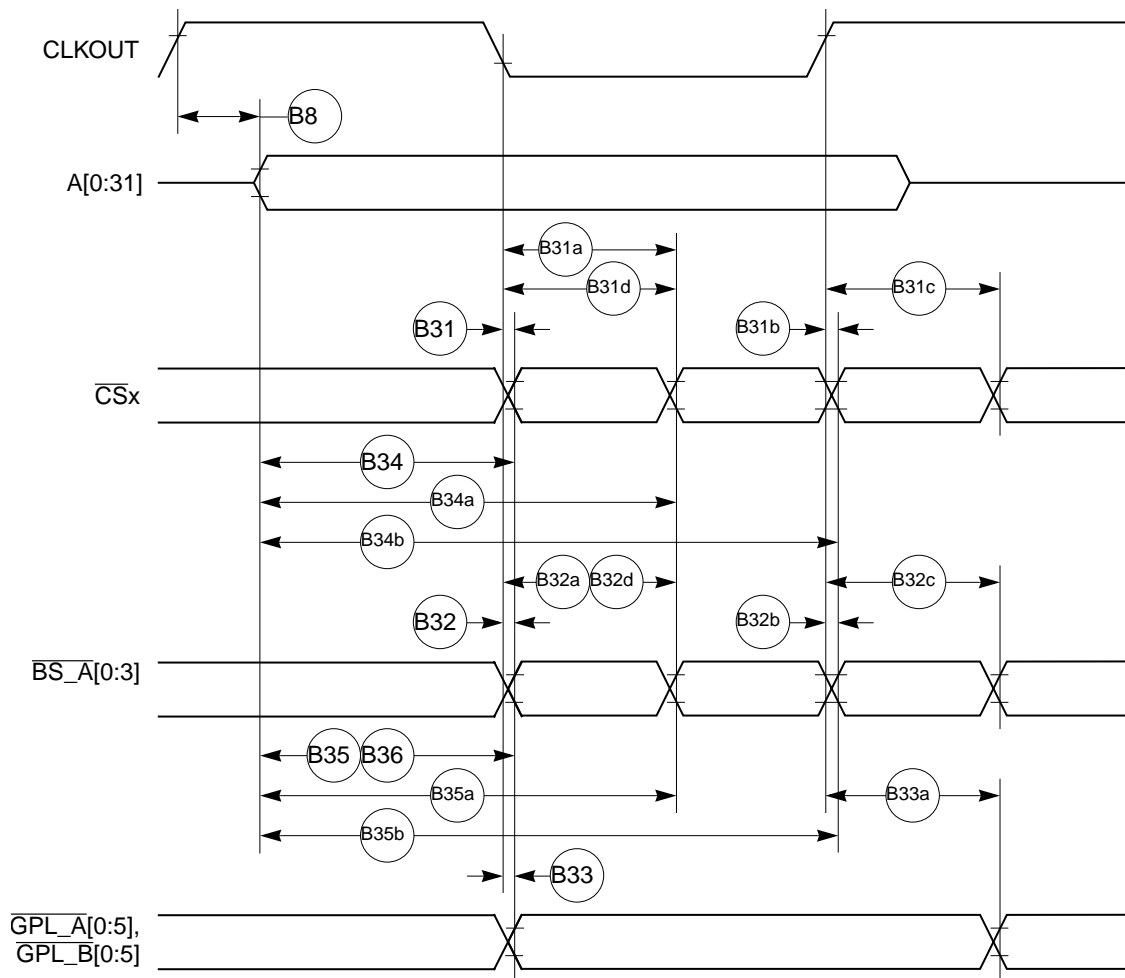 CLKOUT
B8
A[0:31]
B31a
B31d
B31c
B31
B31b
CSx
B34
B34a
B34b
B32a B32d
B32c
B32
B32b
BS_A[0:3]
B35 B36
B35a
B33a
B35b
B33
GPL_A[0:5],
GPL_B[0:5]